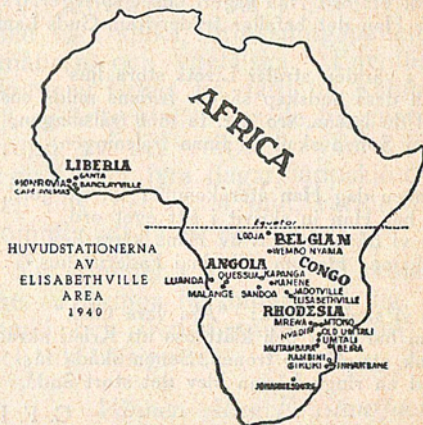 AFRICA
LIBERIA
GANTA
MONROVIA BARCLAYVILLE
CAPE PALMAS
Equator
LODJA BELGIAN
WEMBO NYAMA
CONGO
HUVUDSTATIONERNA
AV
ELISABETHVILLE
AREA
1940
ANGOLA
QUESSUA KAPANGA
LUANDA KANENE
MALANGE SANDOA JADOTVILLE
ELISABETHVILLE
RHODESIA
MREWA MTOKO
NYADIRI OLD UMTALI
UMTALI
MUTAMBARA BEIRA
KAMBINI
GIKUKI INHAMBANE
JOHANNESBURG